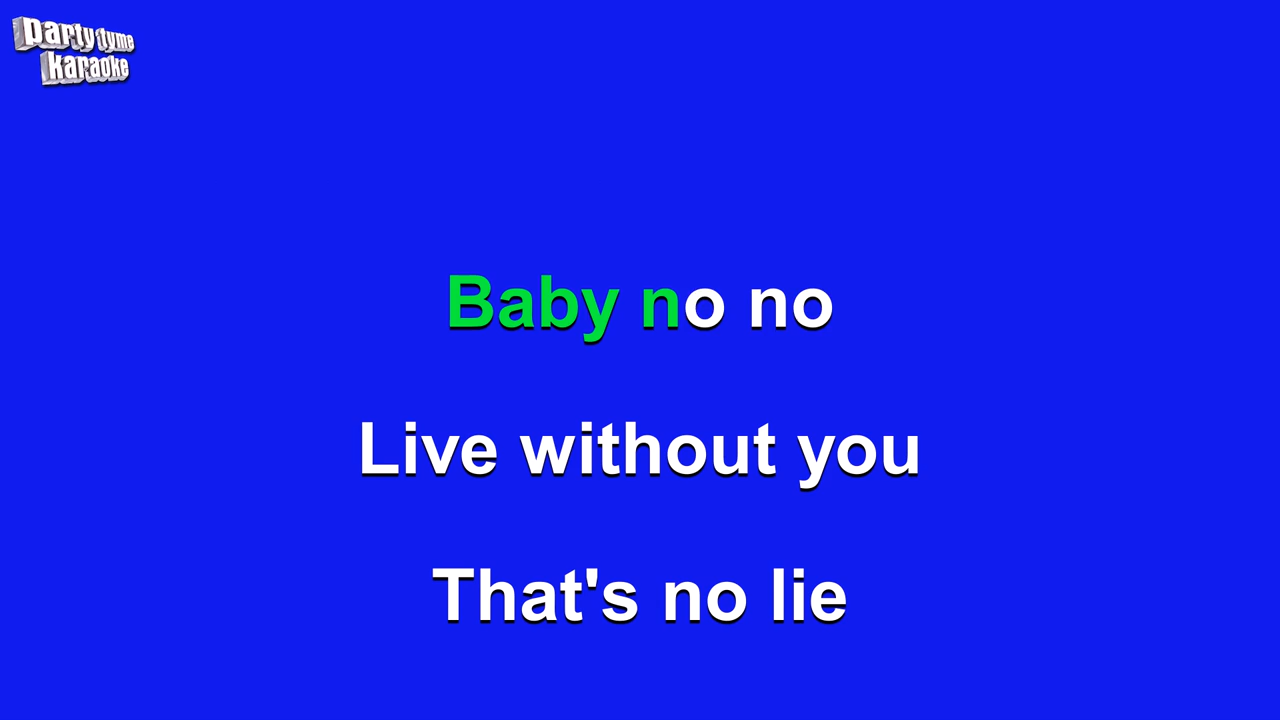 party tyme
karaoke
Baby no no
Live without you
That's no lie